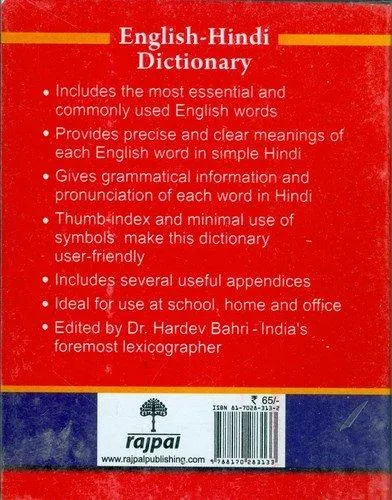 English-Hindi
Dictionary
• Includes the most essential and
commonly used English words
• Provides precise and clear meanings of
each English word in simple Hindi
• Gives grammatical information and
pronunciation of each word in Hindi
• Thumb-index and minimal use of
symbols make this dictionary
user-friendly
• Includes several useful appendices
• Ideal for use at school, home and office
• Edited by Dr. Hardev Bahri - India's
foremost lexicographer
₹ 65/-
ISBN 81-7028-313-2
9 788170 283133
rajpal
www.rajpalpublishing.com